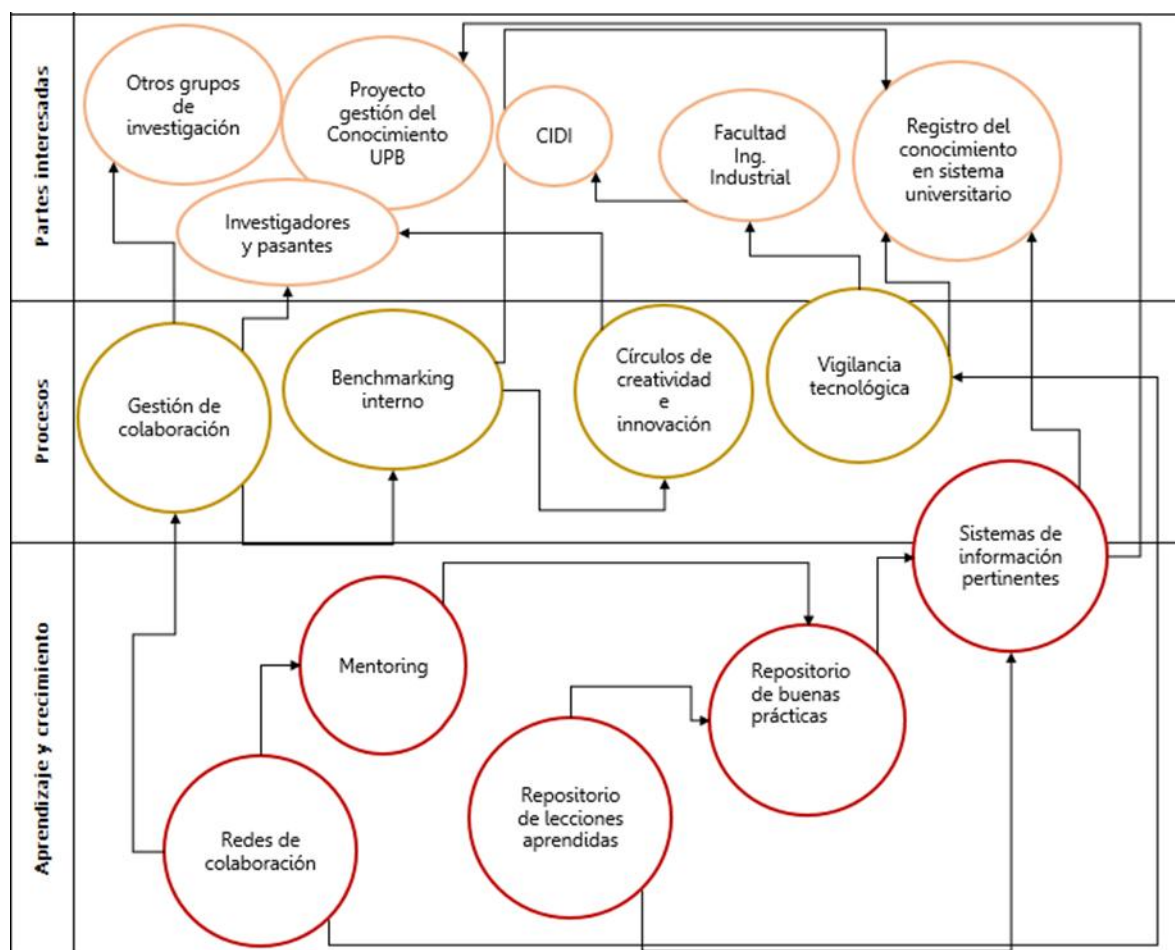 Partes interesadas
Otros grupos
de
investigación
Proyecto
gestión del
Conocimiento
UPB
CIDI
Facultad
Ing.
Industrial
Registro del
conocimiento
en sistema
universitario
Investigadores
y pasantes
Procesos
Gestión de
colaboración
Benchmarking
interno
Círculos de
creatividad
e
innovación
Vigilancia
tecnológica
Aprendizaje y crecimiento
Sistemas de
información
pertinentes
Mentoring
Repositorio
de buenas
prácticas
Repositorio
de lecciones
aprendidas
Redes de
colaboración